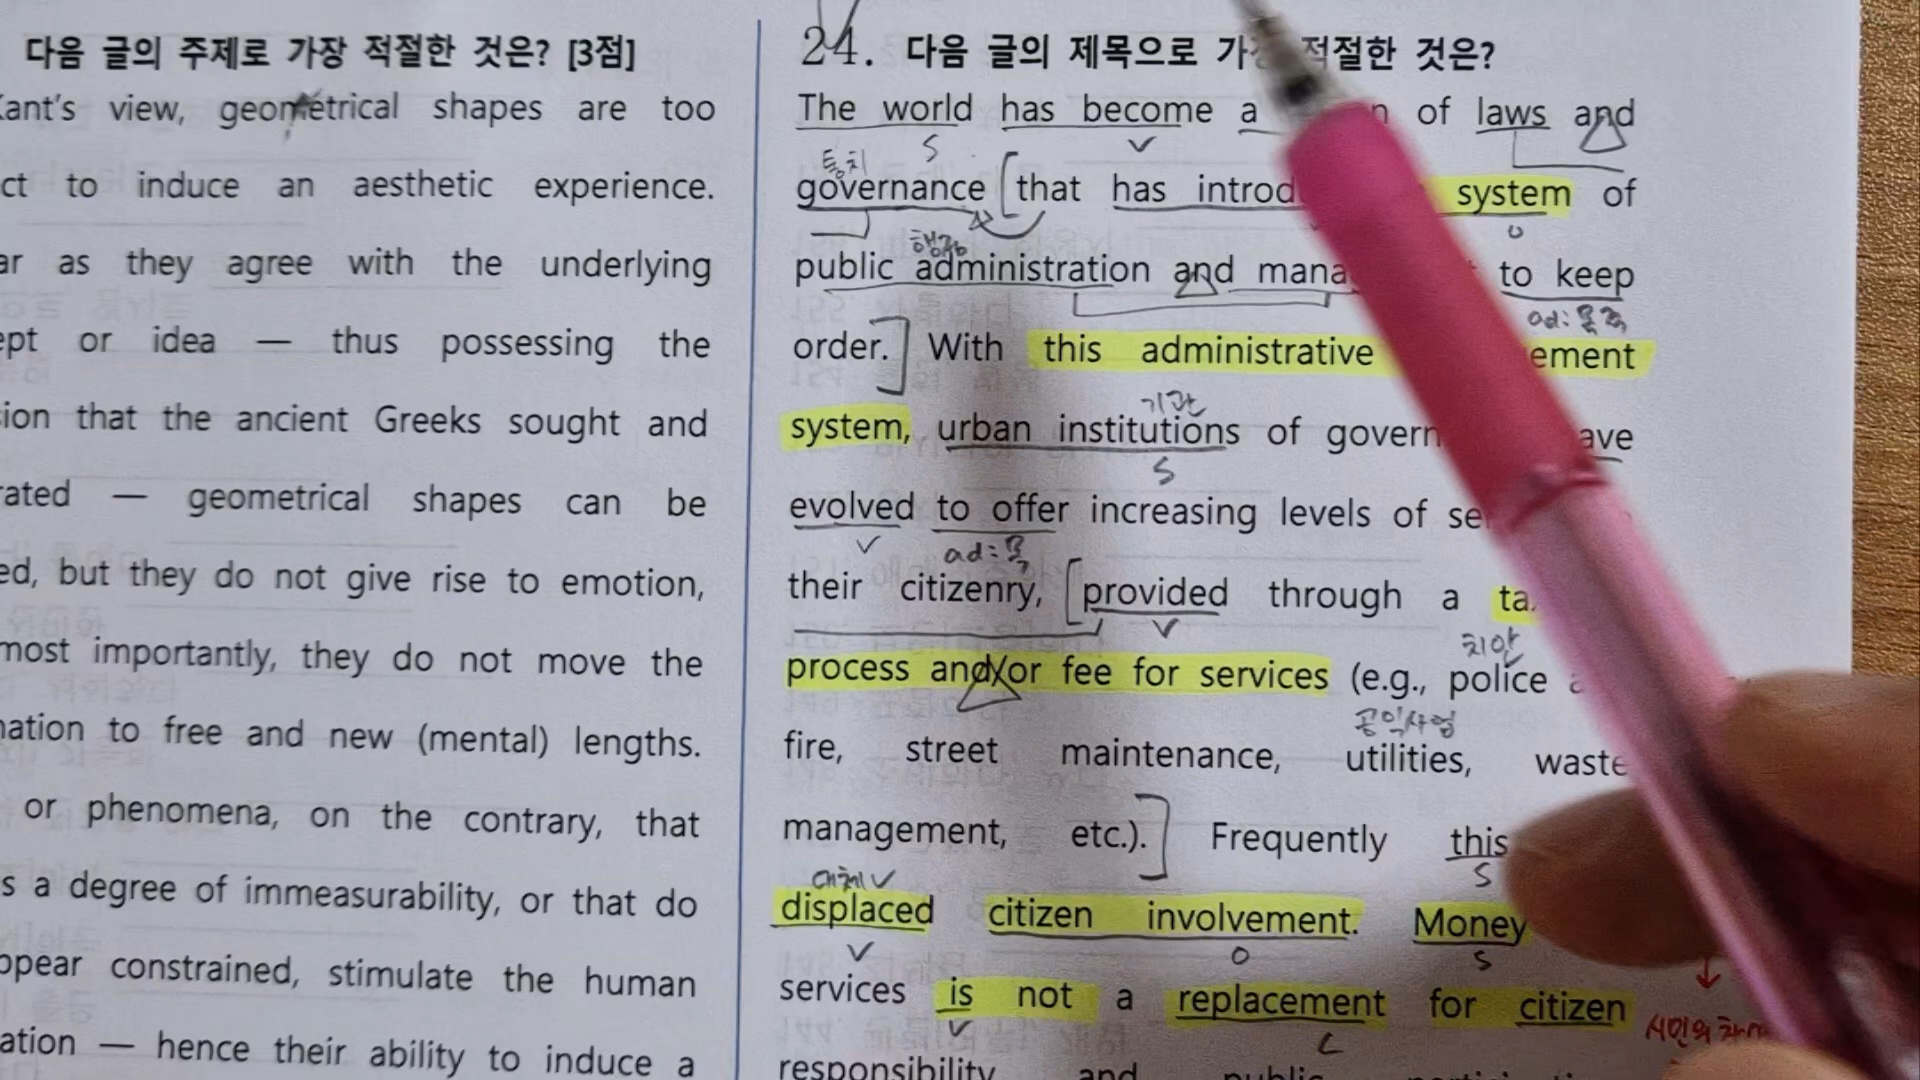 다음 글의 주제로 가장 적절한 것은? [3점]
Kant's view, geometrical shapes are too
ct to induce an aesthetic experience.
ar as they agree with the underlying
ept or idea — thus possessing the
sion that the ancient Greeks sought and
rated — geometrical shapes can be
ed, but they do not give rise to emotion,
most importantly, they do not move the
nation to free and new (mental) lengths.
or phenomena, on the contrary, that
s a degree of immeasurability, or that do
ppear constrained, stimulate the human
ation — hence their ability to induce a
24. 다음 글의 제목으로 적절한 것은?
The world has become a of laws and
S
V
통치
governance that has system of
O
행정
public administration and to keep
ad: 목적
order. With this administrative ement
기관
system, urban institutions of ave
S
evolved to offer increasing levels of
V
ad: 목
their citizenry, provided through a
V
치안
process and/or fee for services (e.g., police
공익사업
fire, street maintenance, utilities, waste
management, etc.). Frequently this
S
대체 V
displaced citizen involvement. Money
V
O
S
services is not a replacement for citizen
V
C
시민의
responsibility and public